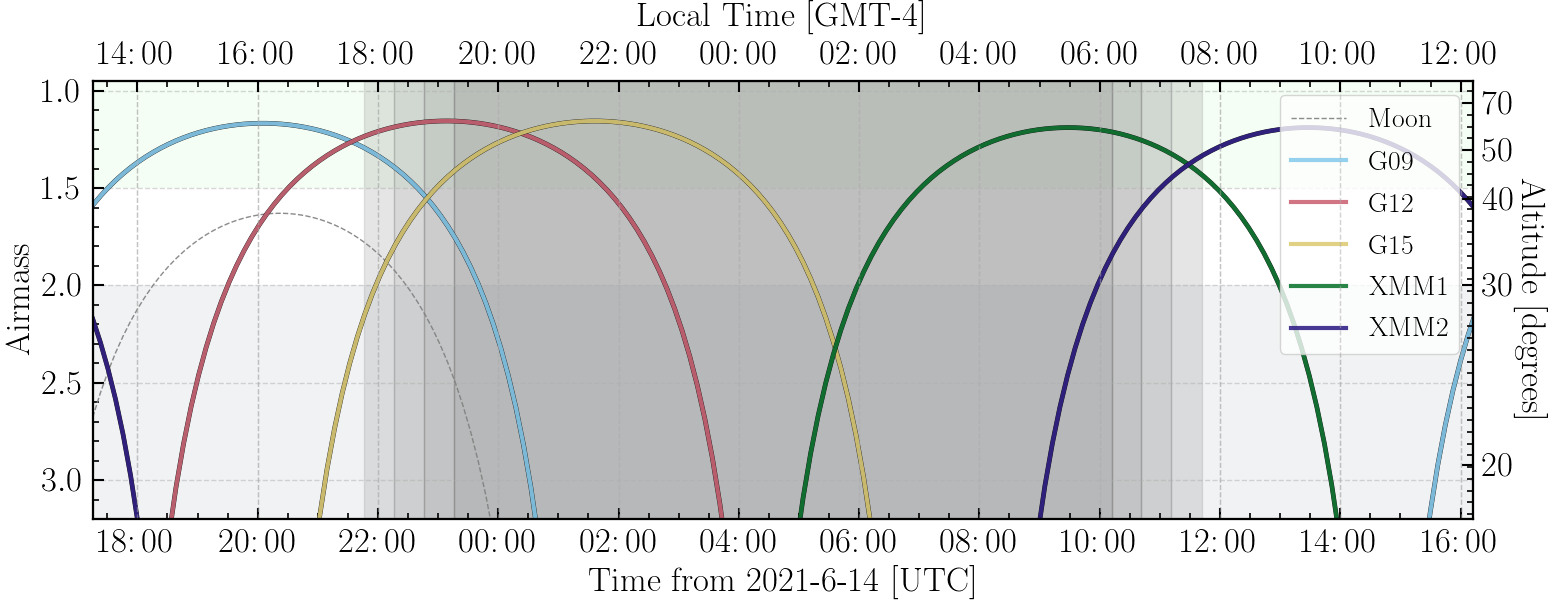 Local Time [GMT-4]
14:00 16:00 18:00 20:00 22:00 00:00 02:00 04:00 06:00 08:00 10:00 12:00
1.0
1.5
2.0
2.5
3.0
Airmass
70
50
40
30
20
Altitude [degrees]
Moon
G09
G12
G15
XMM1
XMM2
18:00 20:00 22:00 00:00 02:00 04:00 06:00 08:00 10:00 12:00 14:00 16:00
Time from 2021-6-14 [UTC]